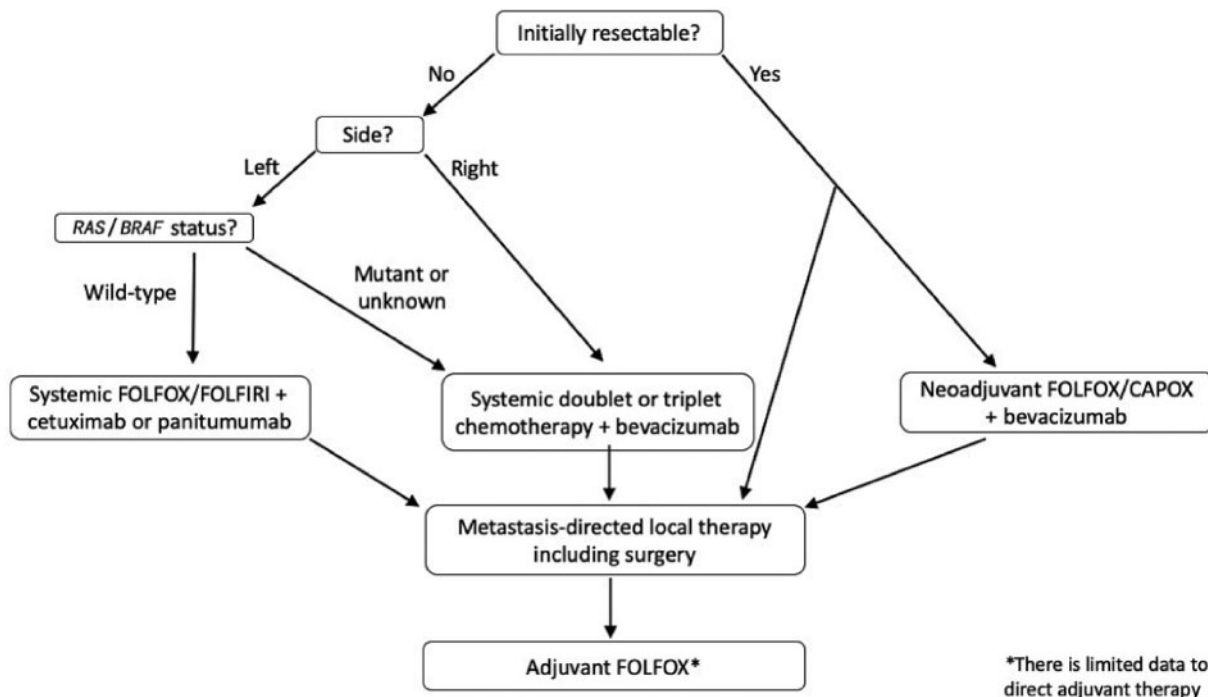 Initially resectable?
No
Yes
Side?
Left
Right
RAS/BRAF status?
Wild-type
Mutant or
unknown
Systemic FOLFOX/FOLFIRI +
cetuximab or panitumumab
Systemic doublet or triplet
chemotherapy + bevacizumab
Neoadjuvant FOLFOX/CAPOX
+ bevacizumab
Metastasis-directed local therapy
including surgery
Adjuvant FOLFOX*
*There is limited data to
direct adjuvant therapy